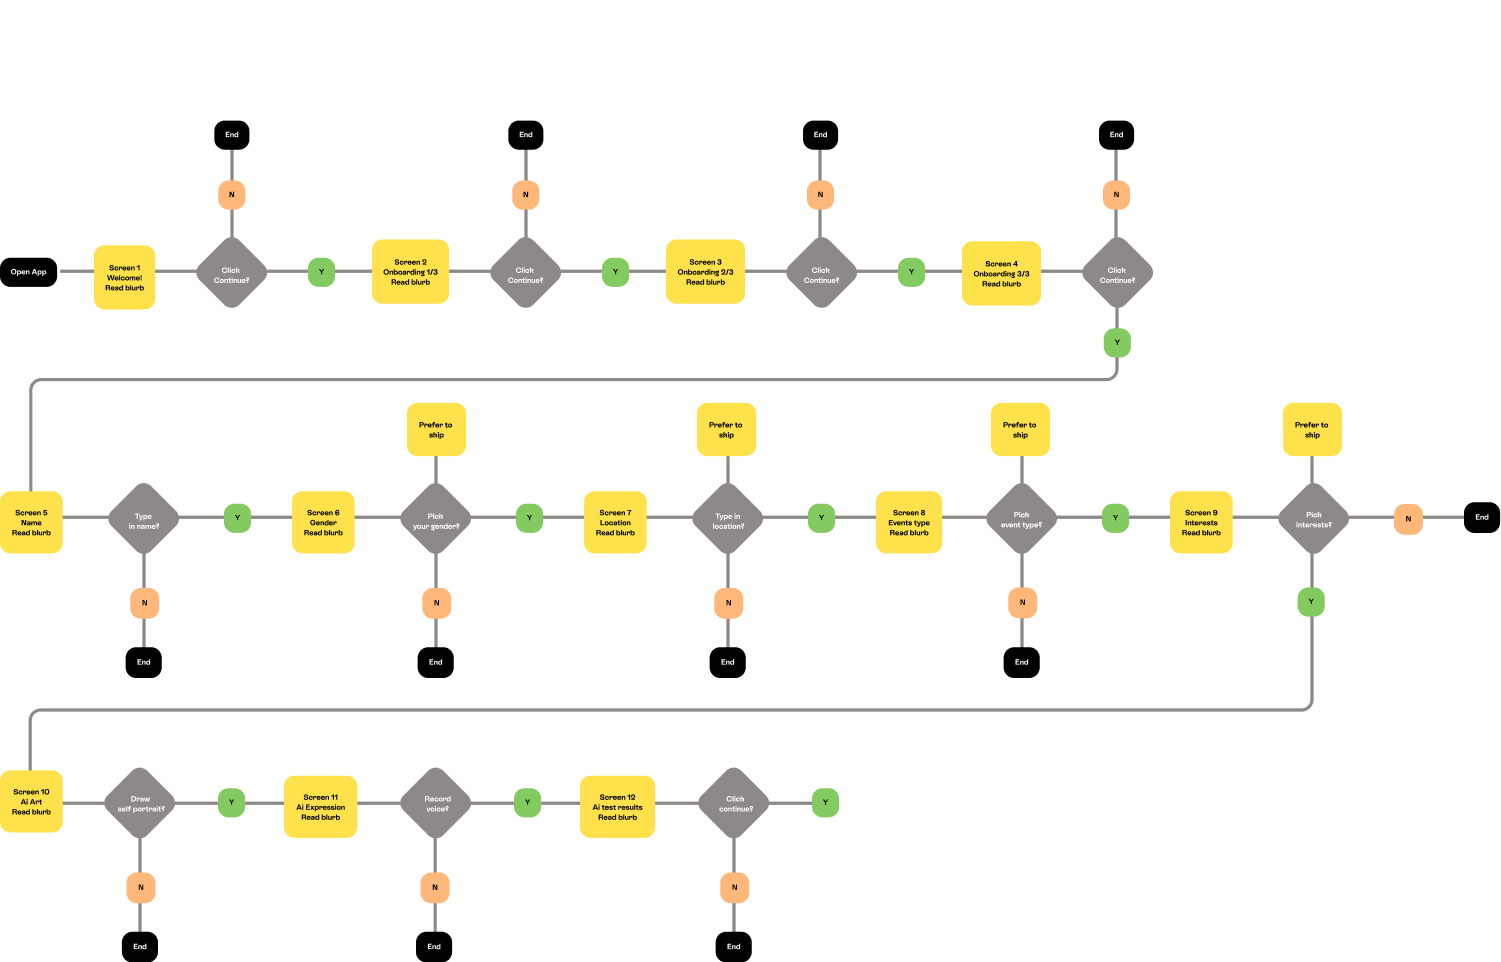 End
End
End
End
N
N
N
N
Open App
Screen 1
Welcome!
Read blurb
Click
Continue?
Y
Screen 2
Onboarding 1/3
Read blurb
Click
Continue?
Y
Screen 3
Onboarding 2/3
Read blurb
Click
Continue?
Y
Screen 4
Onboarding 3/3
Read blurb
Click
Continue?
Y
Prefer to
skip
Prefer to
skip
Prefer to
skip
Prefer to
skip
Screen 5
Name
Read blurb
Type
in name?
Y
Screen 6
Gender
Read blurb
Pick
your gender?
Y
Screen 7
Location
Read blurb
Type in
location?
Y
Screen 8
Events type
Read blurb
Pick
event type?
Y
Screen 9
Interests
Read blurb
Pick
interests?
N
End
N
N
N
N
Y
End
End
End
End
Screen 10
Ai Art
Read blurb
Draw
self portrait?
Y
Screen 11
Ai Expression
Read blurb
Record
voice?
Y
Screen 12
Ai test results
Read blurb
Click
continue?
Y
N
N
N
End
End
End